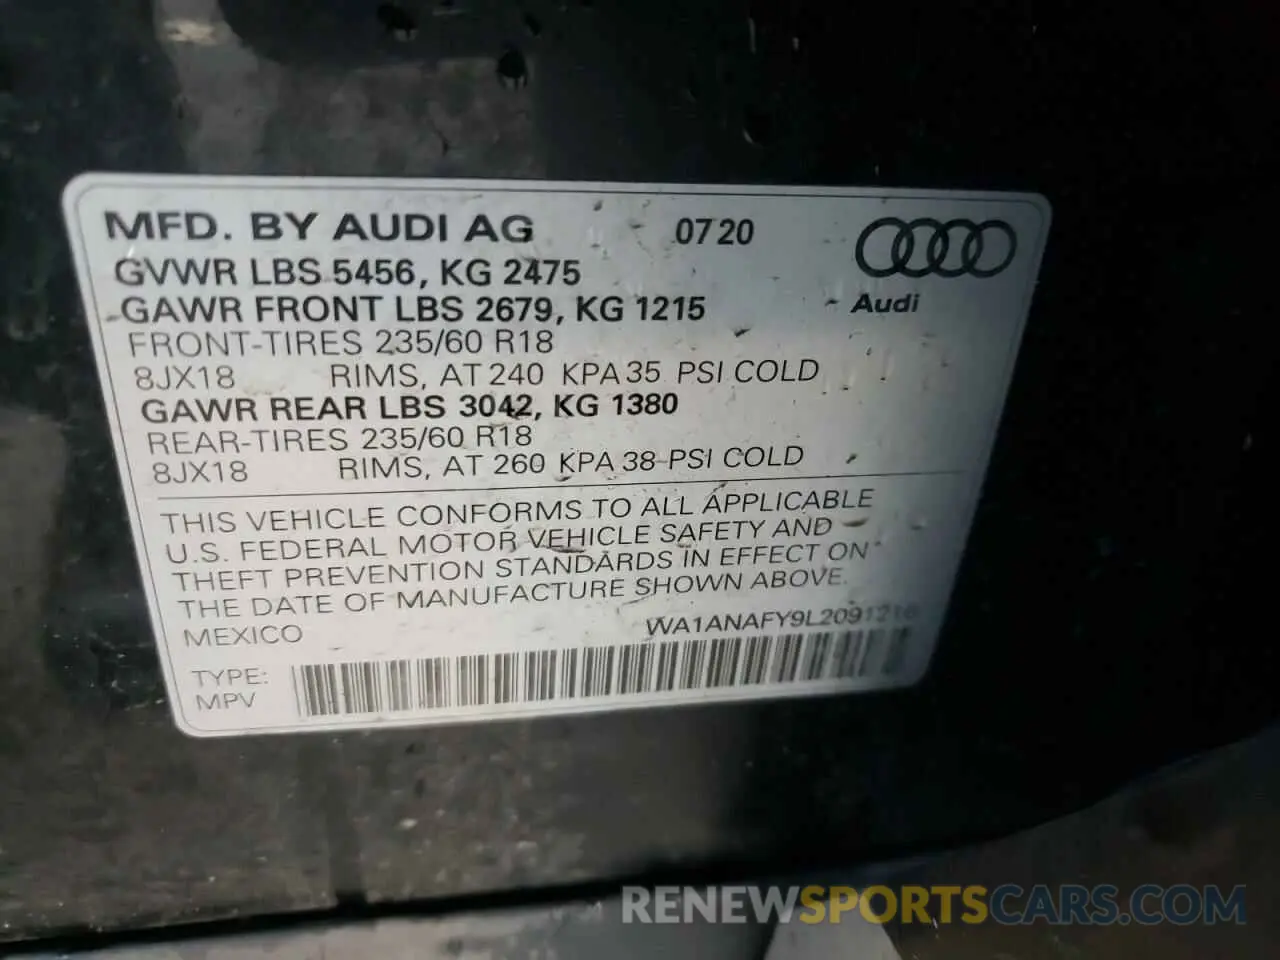 MFD. BY AUDI AG 07 20
GVWR LBS 5456, KG 2475
GAWR FRONT LBS 2679, KG 1215
Audi
FRONT-TIRES 235/60 R18
8JX18 RIMS, AT 240 KPA 35 PSI COLD
GAWR REAR LBS 3042, KG 1380
REAR-TIRES 235/60 R18
8JX18 RIMS, AT 260 KPA 38 PSI COLD
THIS VEHICLE CONFORMS TO ALL APPLICABLE
U.S. FEDERAL MOTOR VEHICLE SAFETY AND
THEFT PREVENTION STANDARDS IN EFFECT ON
THE DATE OF MANUFACTURE SHOWN ABOVE.
MEXICO WA1ANAFY9L2091216
TYPE:
MPV
RENEWSPORTSCARS.COM